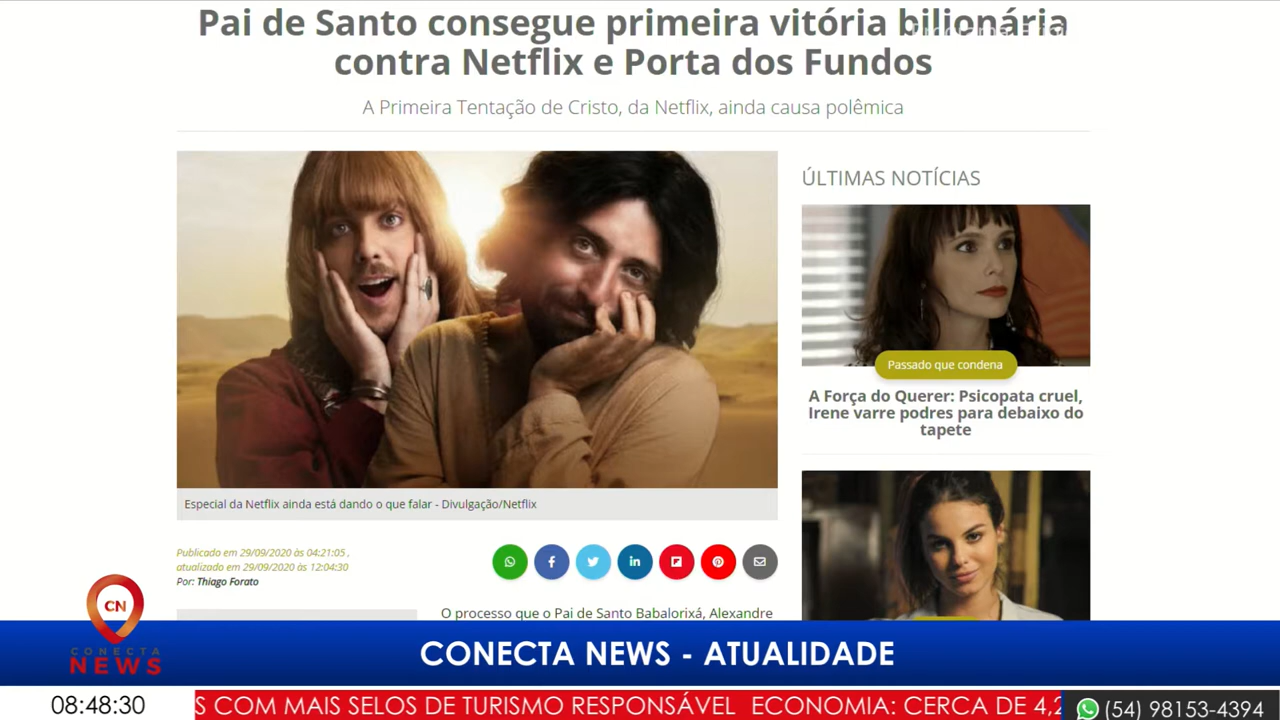 Pai de Santo consegue primeira vitória bilionária
contra Netflix e Porta dos Fundos
A Primeira Tentação de Cristo, da Netflix, ainda causa polêmica
ÚLTIMAS NOTÍCIAS
Passado que condena
A Força do Querer: Psicopata cruel,
Irene varre podres para debaixo do
tapete
Especial da Netflix ainda está dando o que falar - Divulgação/Netflix
Publicado em 29/09/2020 às 04:21:05 ,
atualizado em 29/09/2020 às 12:04:30
Por: Thiago Forato
O processo que o Pai de Santo Babalorixá, Alexandre
CN
CONECTA
NEWS
CONECTA NEWS - ATUALIDADE
08:48:30
S COM MAIS SELOS DE TURISMO RESPONSÁVEL ECONOMIA: CERCA DE 4,2
(54) 98153-4394